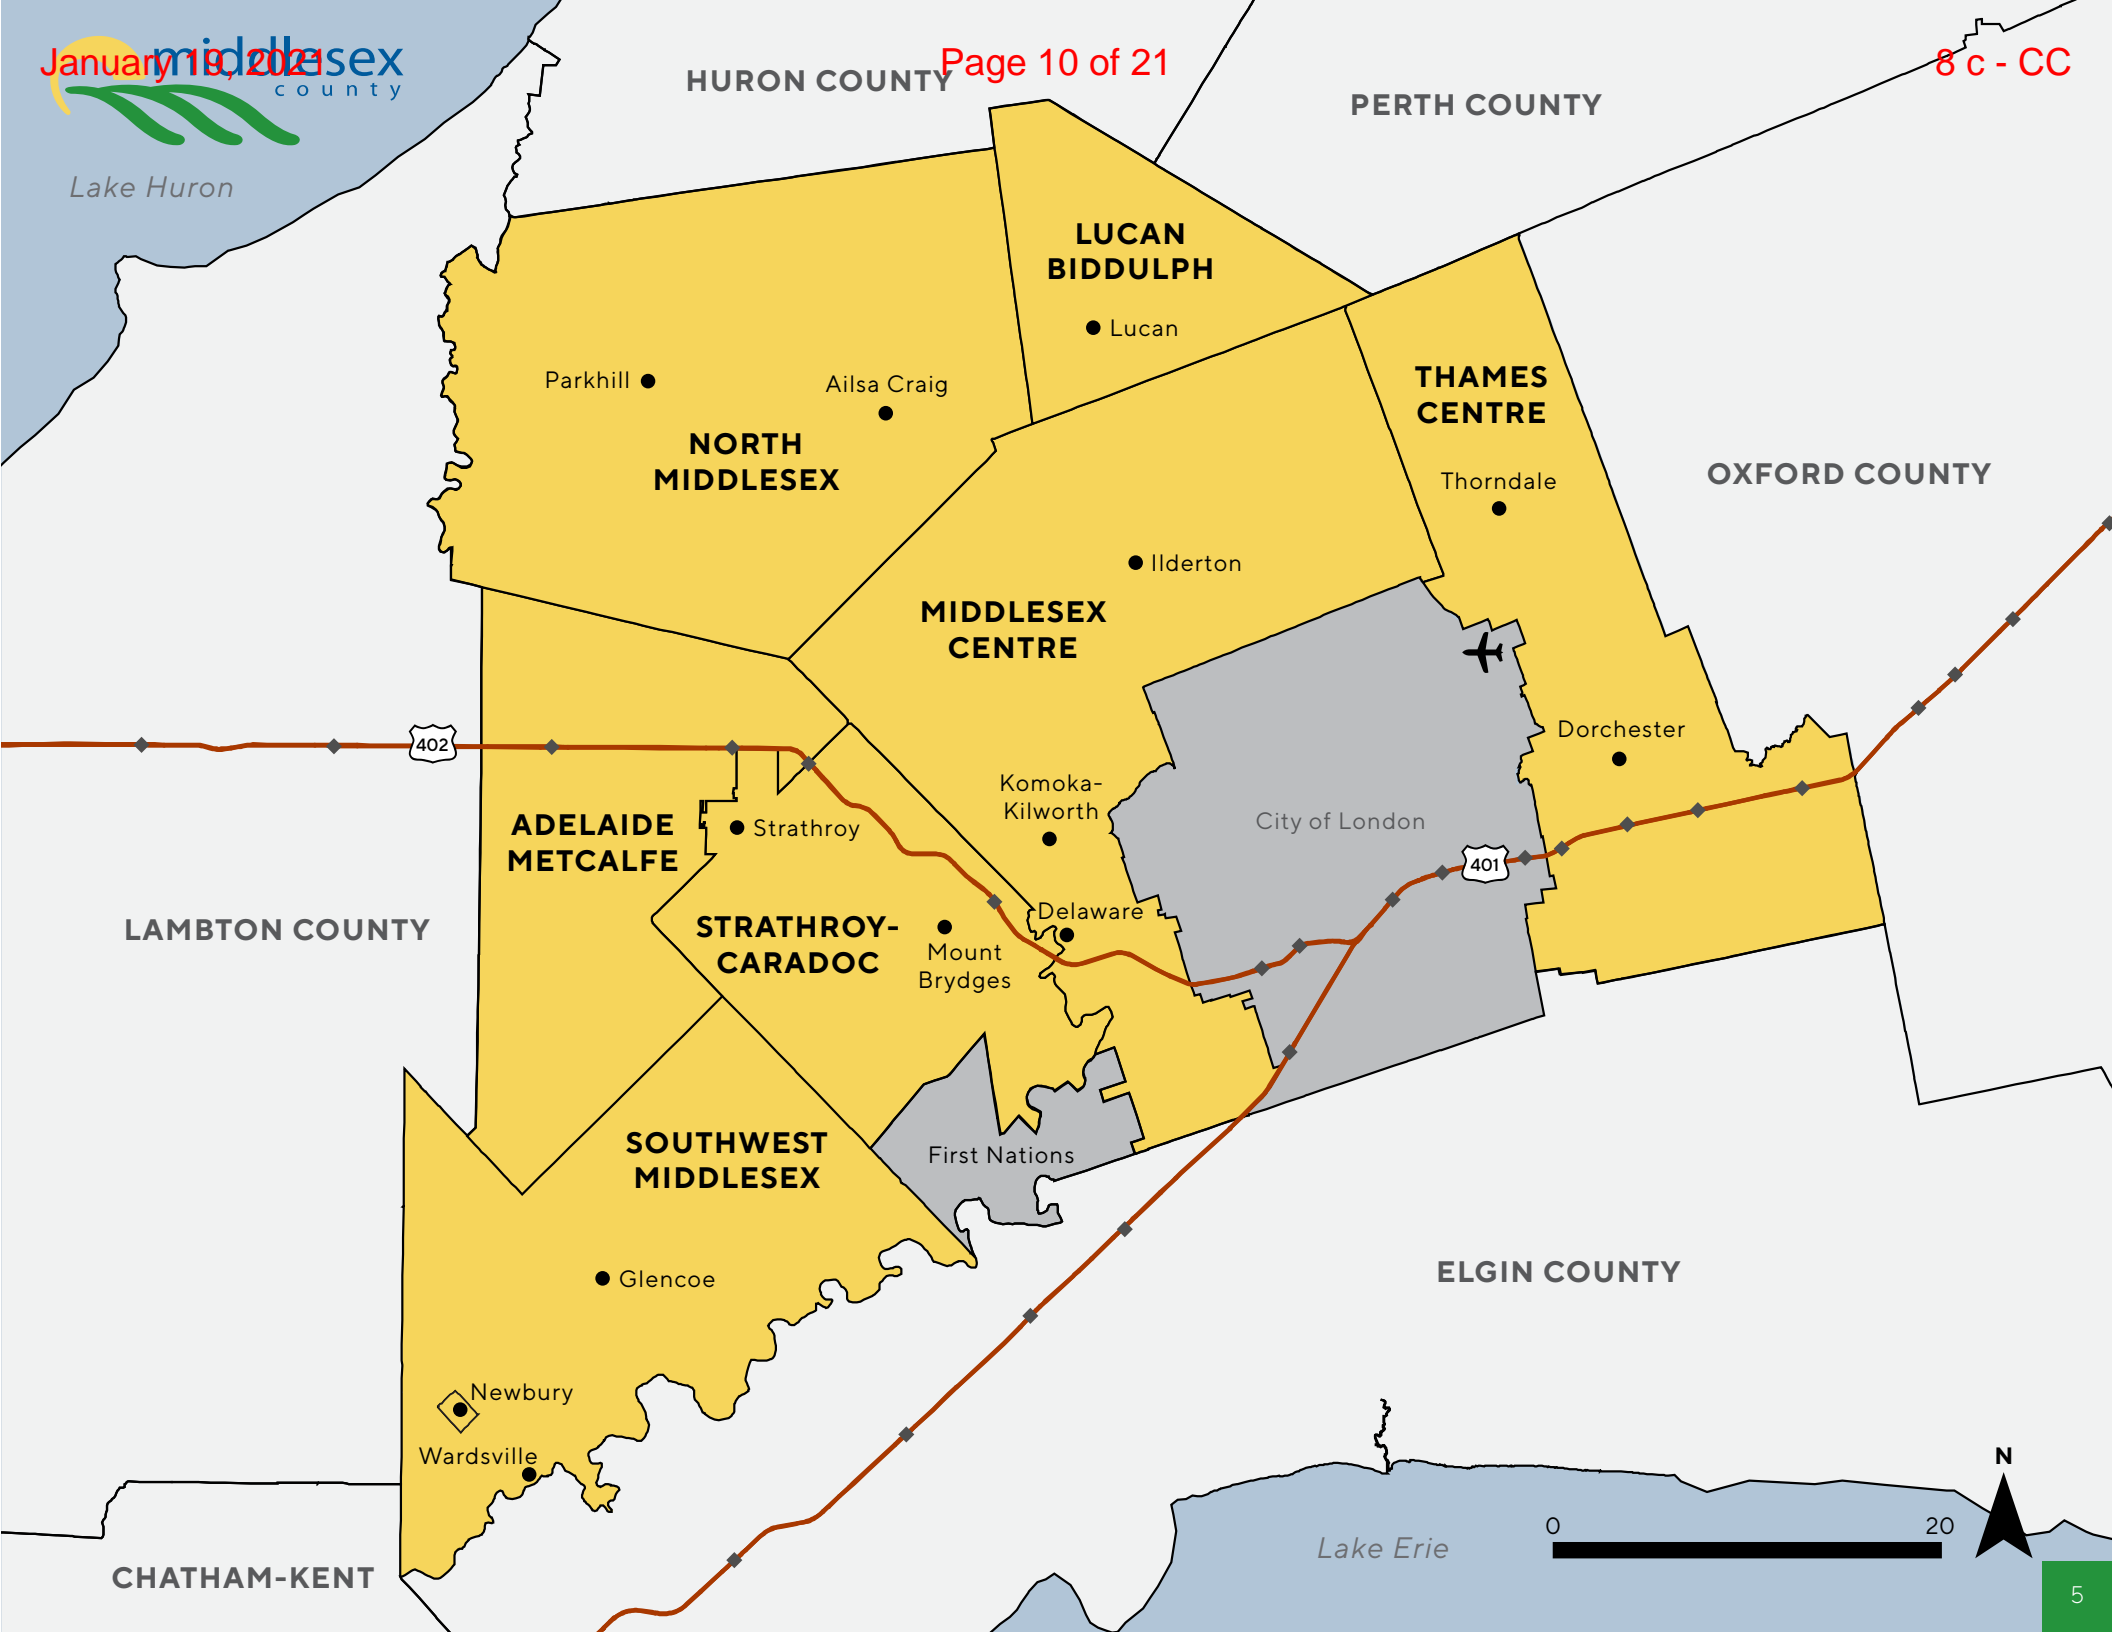 January 19, 2021
Page 10 of 21
8 c - CC
middlesex
county
HURON COUNTY
PERTH COUNTY
Lake Huron
LUCAN
BIDDULPH
Lucan
Parkhill
Ailsa Craig
NORTH
MIDDLESEX
THAMES
CENTRE
Thorndale
OXFORD COUNTY
Ilderton
MIDDLESEX
CENTRE
Dorchester
402
Komoka-
Kilworth
City of London
401
ADELAIDE
METCALFE
Strathroy
LAMBTON COUNTY
STRATHROY-
CARADOC
Mount
Brydges
Delaware
First Nations
SOUTHWEST
MIDDLESEX
Glencoe
ELGIN COUNTY
Newbury
Wardsville
CHATHAM-KENT
Lake Erie
0
20
N
5